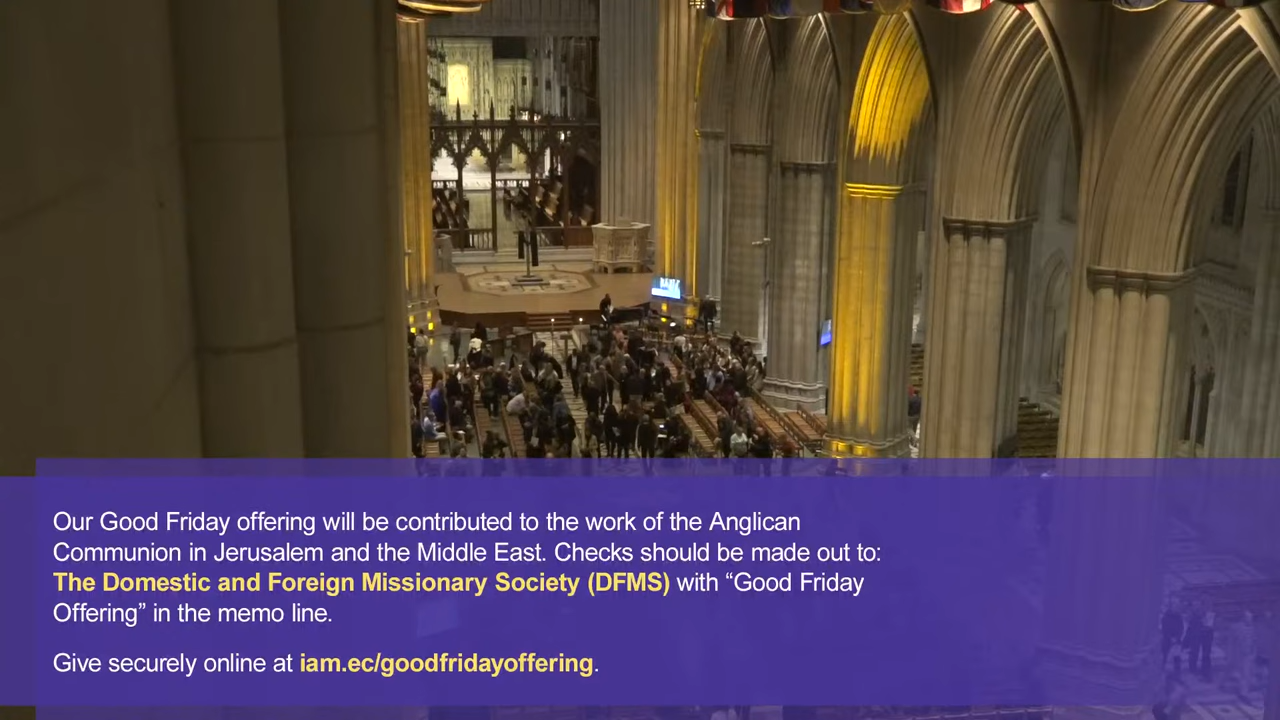 Our Good Friday offering will be contributed to the work of the Anglican
Communion in Jerusalem and the Middle East. Checks should be made out to:
The Domestic and Foreign Missionary Society (DFMS) with “Good Friday
Offering” in the memo line.
Give securely online at iam.ec/goodfridayoffering.